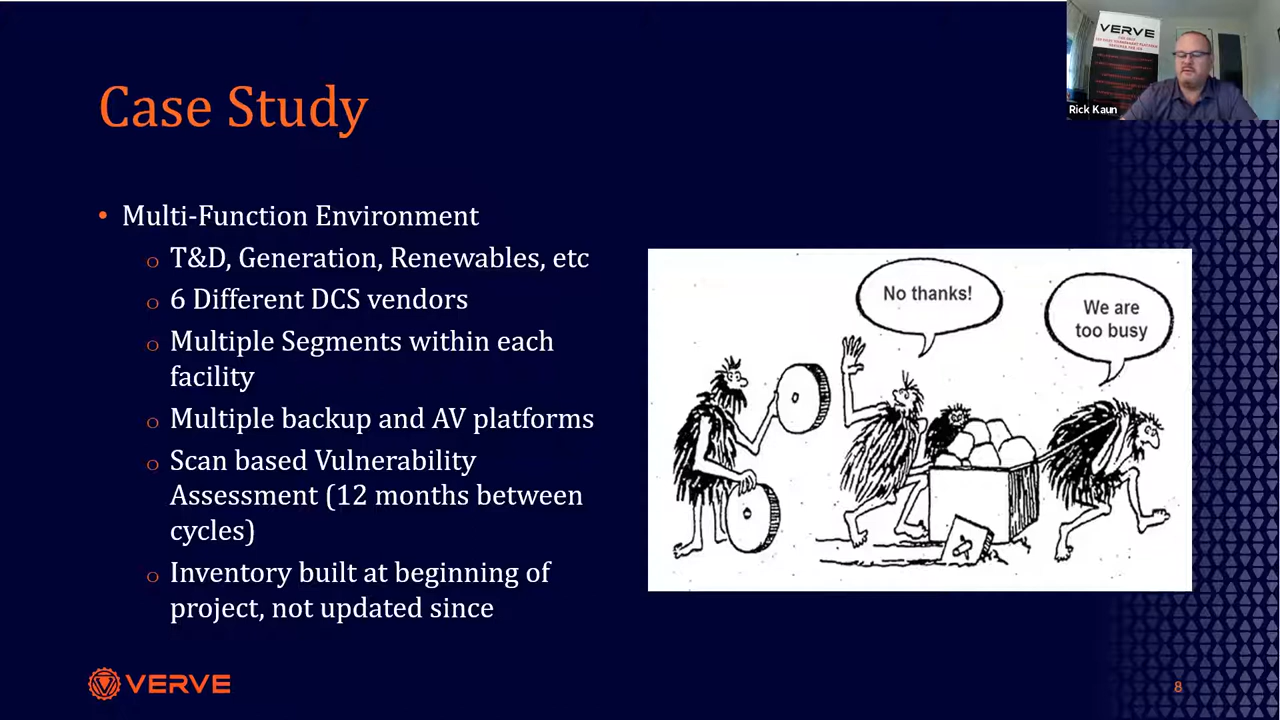 VERVE
Rick Kaun
Case Study
• Multi-Function Environment
o T&D, Generation, Renewables, etc
o 6 Different DCS vendors
o Multiple Segments within each
facility
o Multiple backup and AV platforms
o Scan based Vulnerability
Assessment (12 months between
cycles)
o Inventory built at beginning of
project, not updated since
No thanks!
We are
too busy
VERVE
8